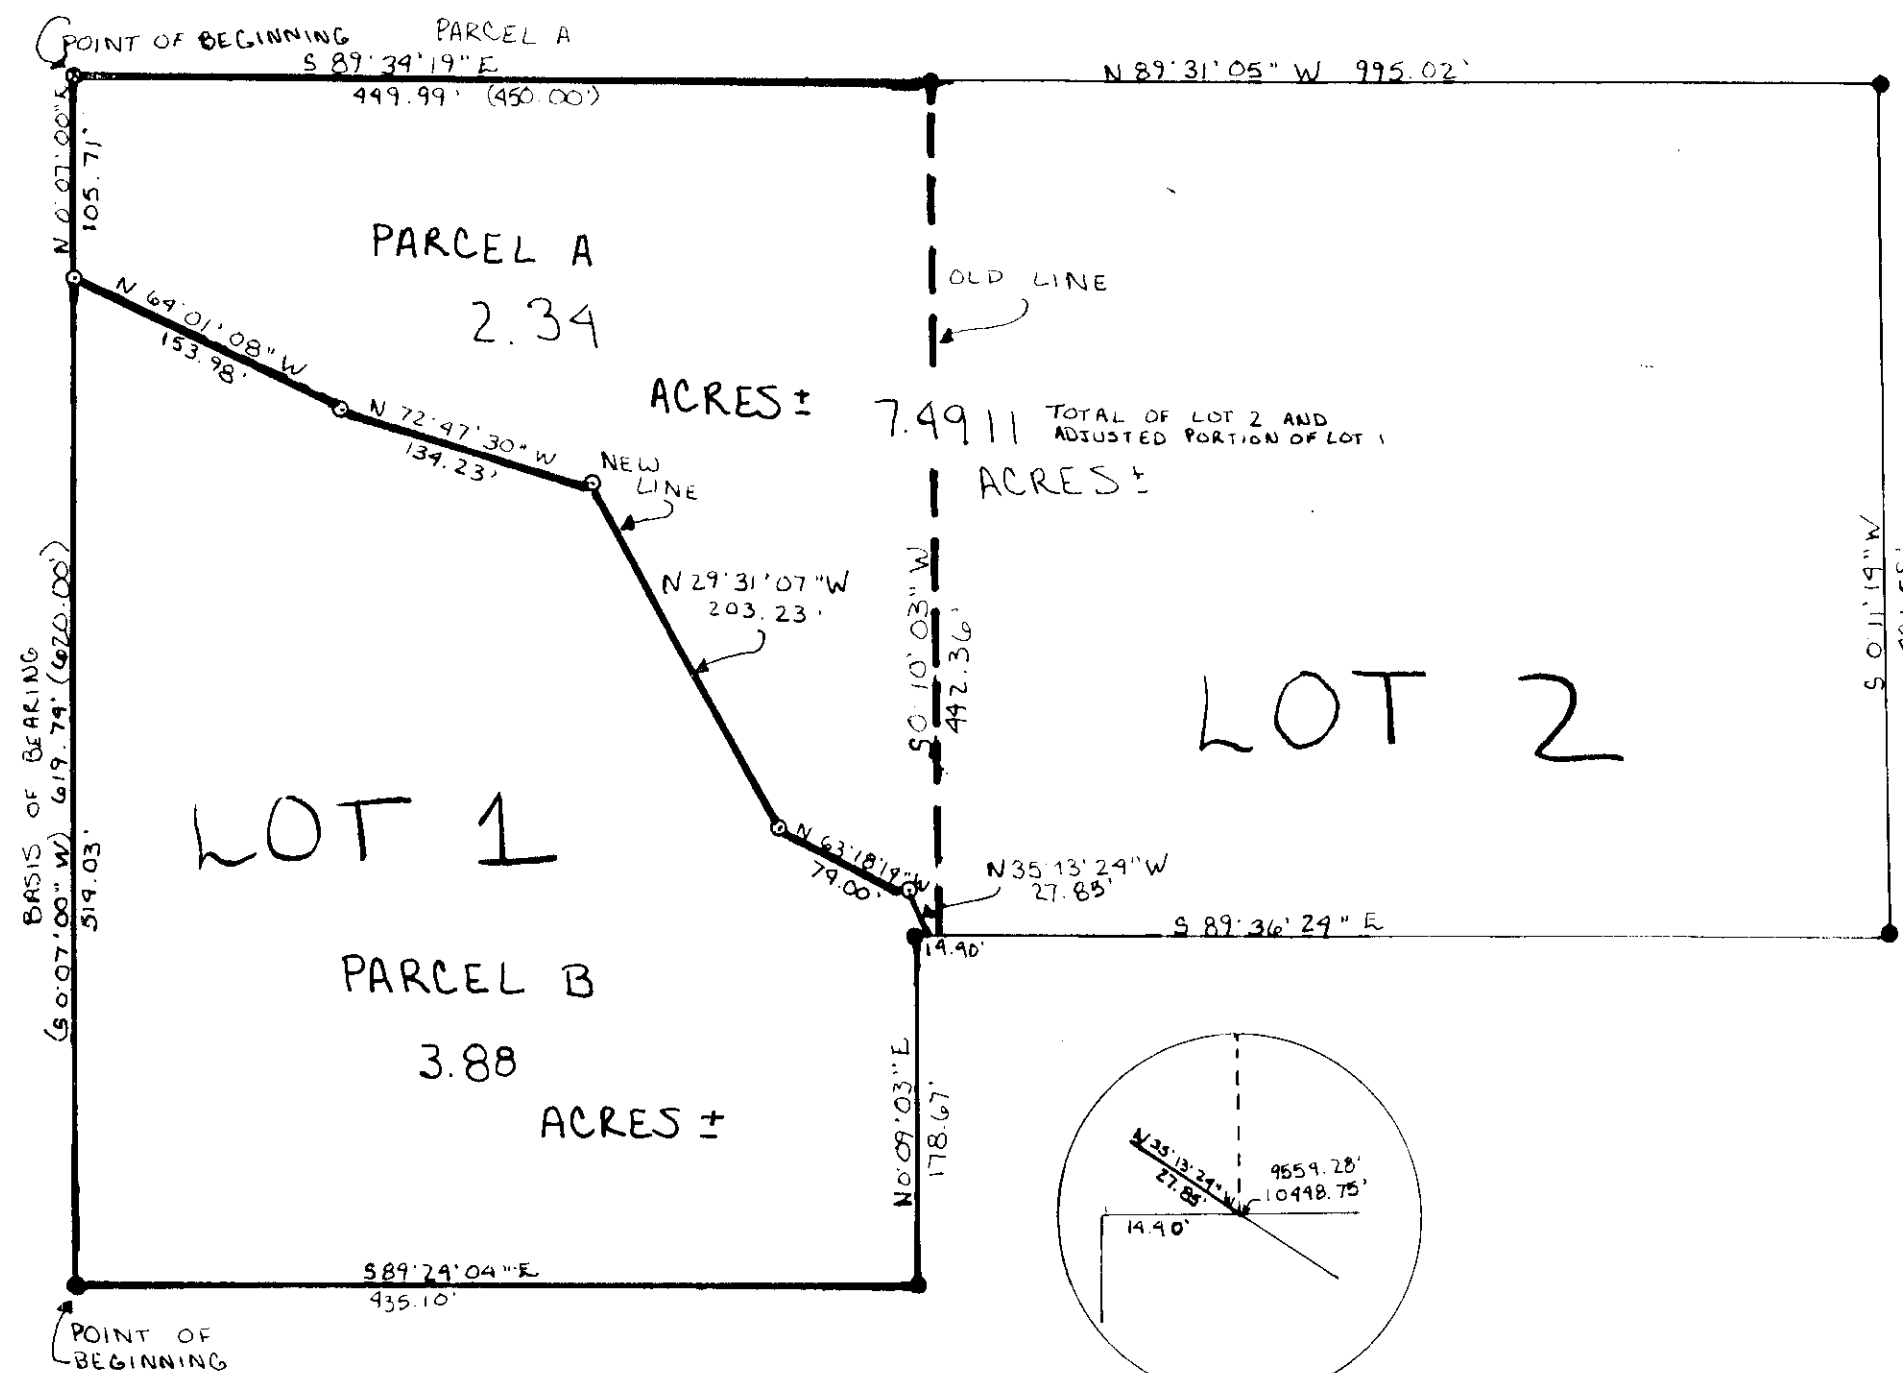 POINT OF BEGINNING PARCEL A
S 89°34'19" E
449.99' (450.00')
N 89°31'05" W 995.02'
N 0°07'00" E
105.71'
PARCEL A
2.34
ACRES ±
N 64°01'08" W
153.98'
N 72°47'30" W
134.23'
NEW
LINE
OLD LINE
7.4911 TOTAL OF LOT 2 AND
ADJUSTED PORTION OF LOT 1
ACRES ±
N 29°31'07" W
203.23'
S 0°10'03" W
442.36'
S 0°11'19" W
LOT 2
BASIS OF BEARING
(S 0°07'00" W) 619.74' (620.00')
514.03'
LOT 1
N 63°18'19" W
74.00'
N 35°13'24" W
27.85'
S 89°36'24" E
14.40'
PARCEL B
3.88
ACRES ±
N 0°09'03" E
178.67'
S 89°24'04" E
435.10'
POINT OF
BEGINNING
N 35°13'24" W
27.85'
9559.28'
10448.75'
14.40'